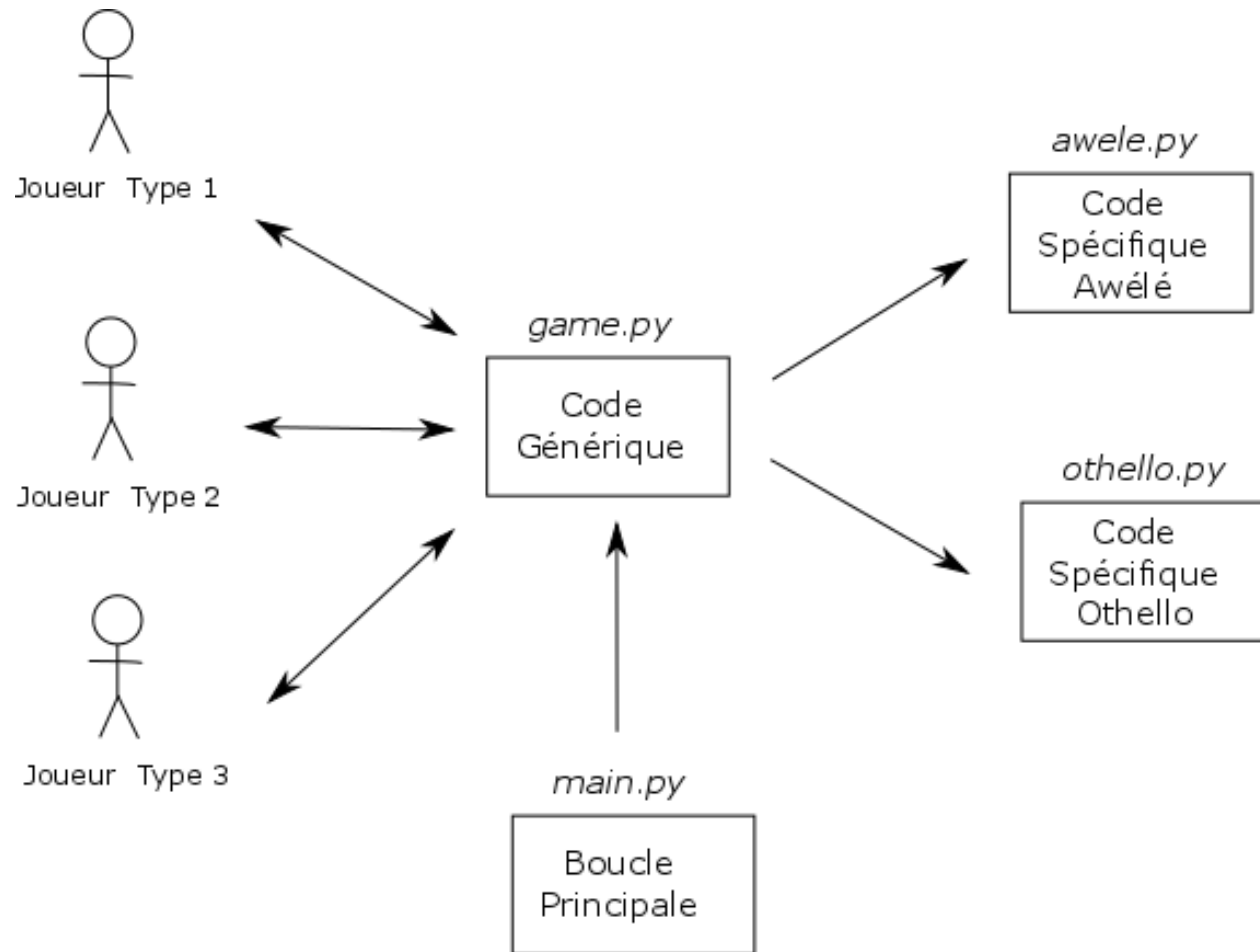 Joueur Type 1
awele.py
Code
Spécifique
Awélé
game.py
Code
Générique
Joueur Type 2
othello.py
Code
Spécifique
Othello
Joueur Type 3
main.py
Boucle
Principale